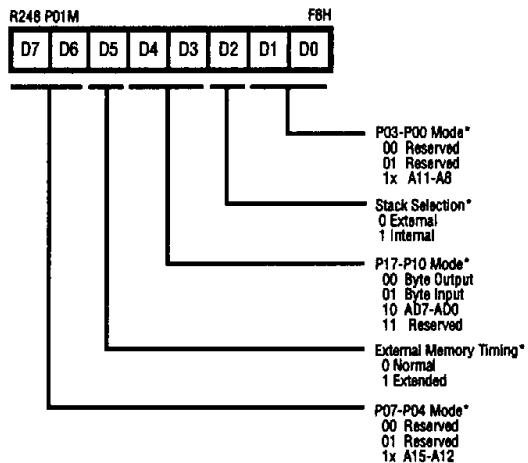 R248 P01M F8H
D7 D6 D5 D4 D3 D2 D1 D0
P03-P00 Mode*
00 Reserved
01 Reserved
1x A11-A8
Stack Selection*
0 External
1 Internal
P17-P10 Mode*
00 Byte Output
01 Byte Input
10 AD7-AD0
11 Reserved
External Memory Timing*
0 Normal
1 Extended
P07-P04 Mode*
00 Reserved
01 Reserved
1x A15-A12